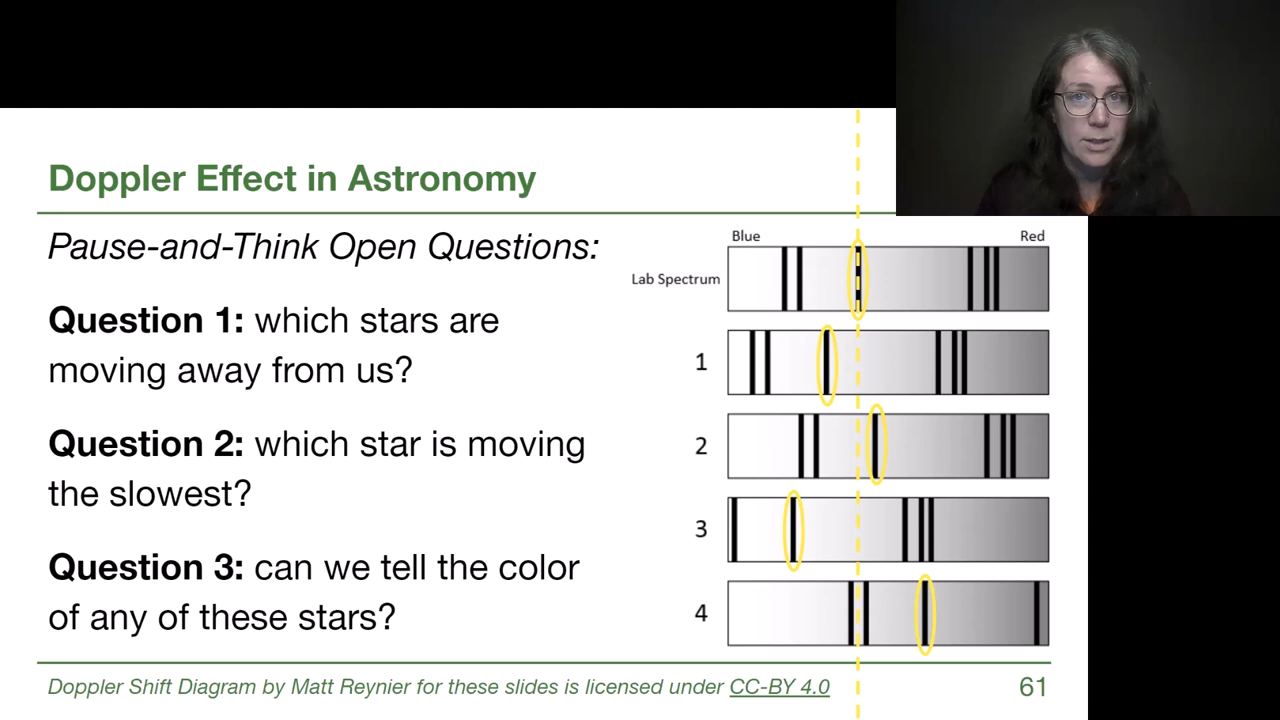 Doppler Effect in Astronomy
Pause-and-Think Open Questions:
Question 1: which stars are
moving away from us?
Question 2: which star is moving
the slowest?
Question 3: can we tell the color
of any of these stars?
Blue Red
Lab Spectrum
1
2
3
4
Doppler Shift Diagram by Matt Reynier for these slides is licensed under CC-BY 4.0
61